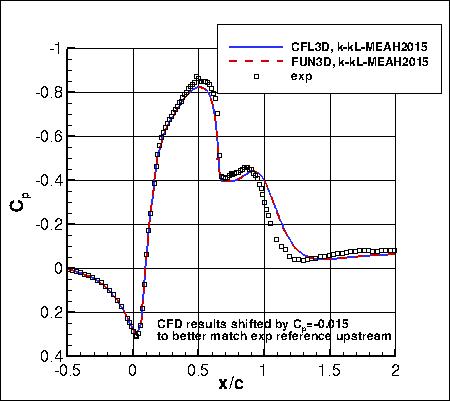 CFL3D, k-kL-MEAH2015
FUN3D, k-kL-MEAH2015
exp
-1
-0.8
-0.6
-0.4
-0.2
0
0.2
0.4
Cp
CFD results shifted by Cp=-0.015
to better match exp reference upstream
-0.5 0 0.5 1 1.5 2
x/c